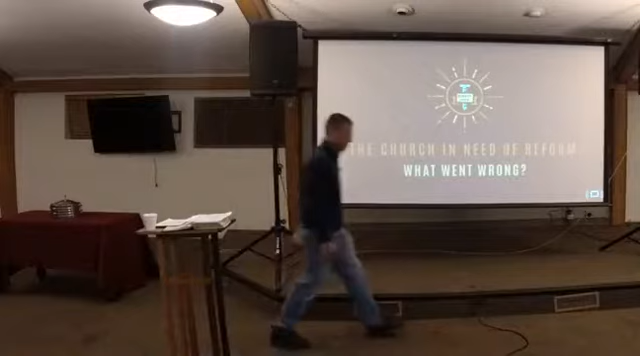 THE CHURCH IN NEED OF REFORM
WHAT WENT WRONG?